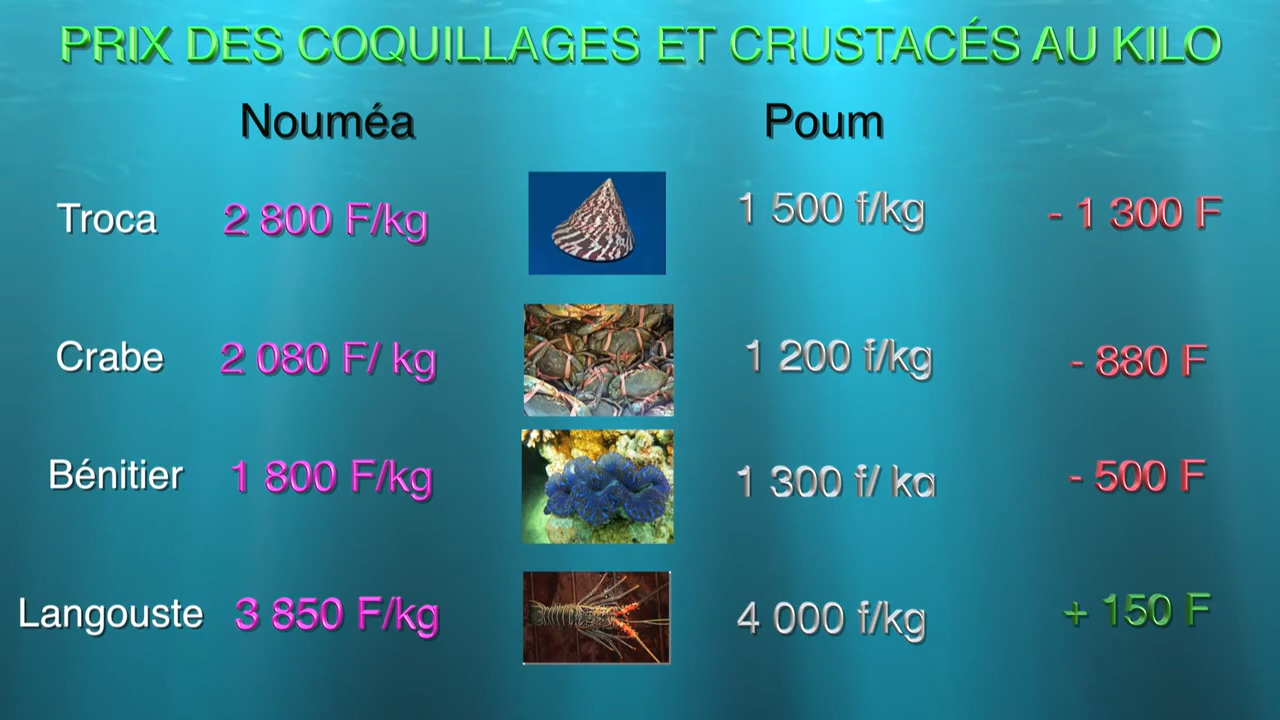 PRIX DES COQUILLAGES ET CRUSTACÉS AU KILO
Nouméa Poum
Troca 2 800 F/kg 1 500 f/kg - 1 300 F
Crabe 2 080 F/ kg 1 200 f/kg - 880 F
Bénitier 1 800 F/kg 1 300 f/ kg - 500 F
Langouste 3 850 F/kg 4 000 f/kg + 150 F